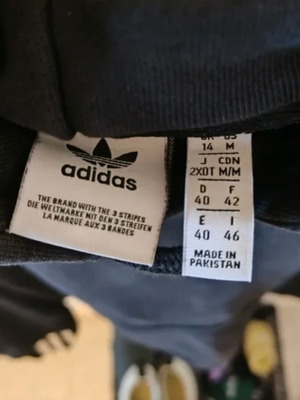 adidas
THE BRAND WITH THE 3 STRIPES
DIE WELTMARKE MIT DEN 3 STREIFEN
LA MARQUE AUX 3 BANDES
14 M
J CDN
2XOT M/M
D F
40 42
E I
40 46
MADE IN
PAKISTAN